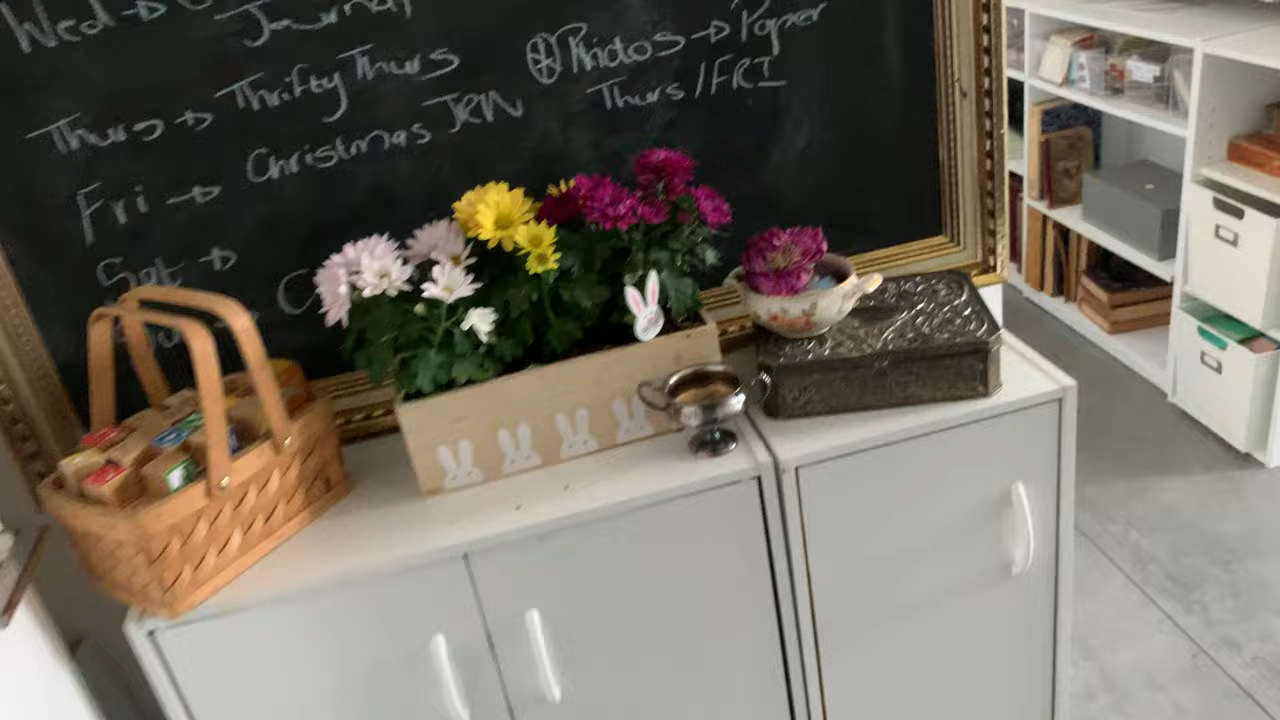 Wed →
Journal
Thurs → Thrifty Thurs
Fri → Christmas JRN
Sat →
⊕ Photos → Paper
Thurs/FRI